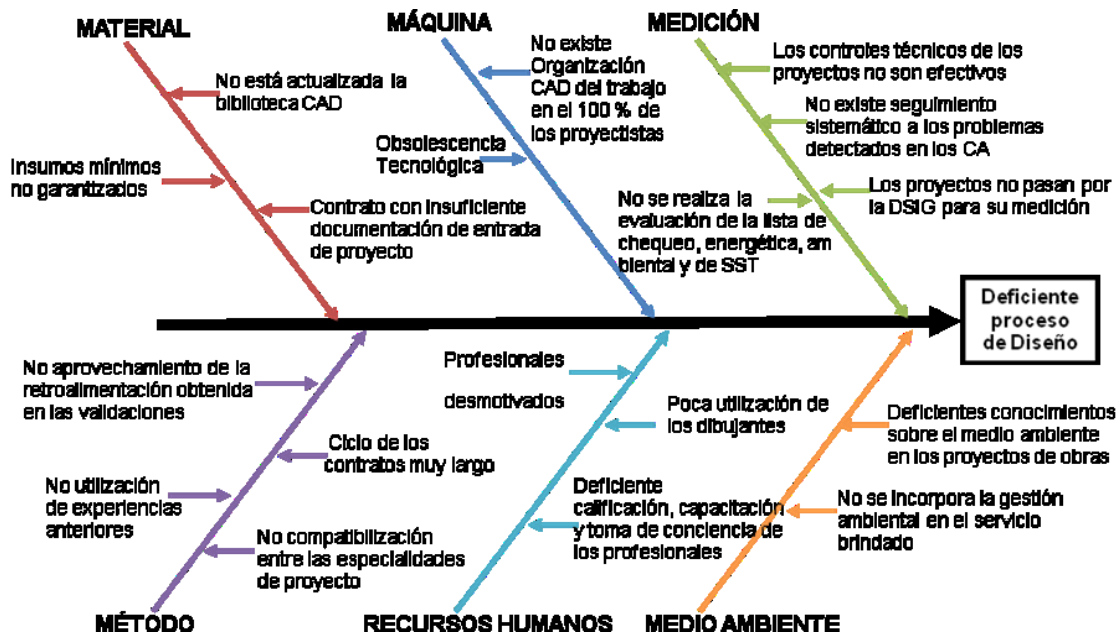 MATERIAL
No está actualizada la
biblioteca CAD
Insumos mínimos
no garantizados
Contrato con insuficiente
documentación de entrada
de proyecto
MÁQUINA
No existe
Organización
CAD del trabajo
en el 100 % de
los proyectistas
Obsolescencia
Tecnológica
MEDICIÓN
Los controles técnicos de los
proyectos no son efectivos
No existe seguimiento
sistemático a los problemas
detectados en los CA
Los proyectos no pasan por
la DSIG para su medición
No se realiza la
evaluación de la lista de
chequeo, energética, am
biental y de SST
Deficiente
proceso
de Diseño
No aprovechamiento de la
retroalimentación obtenida
en las validaciones
Ciclo de los
contratos muy largo
No utilización
de experiencias
anteriores
No compatibilización
entre las especialidades
de proyecto
MÉTODO
Profesionales
desmotivados
Poca utilización de
los dibujantes
Deficiente
calificación, capacitación
y toma de conciencia de
los profesionales
RECURSOS HUMANOS
Deficientes conocimientos
sobre el medio ambiente
en los proyectos de obras
No se incorpora la gestión
ambiental en el servicio
brindado
MEDIO AMBIENTE